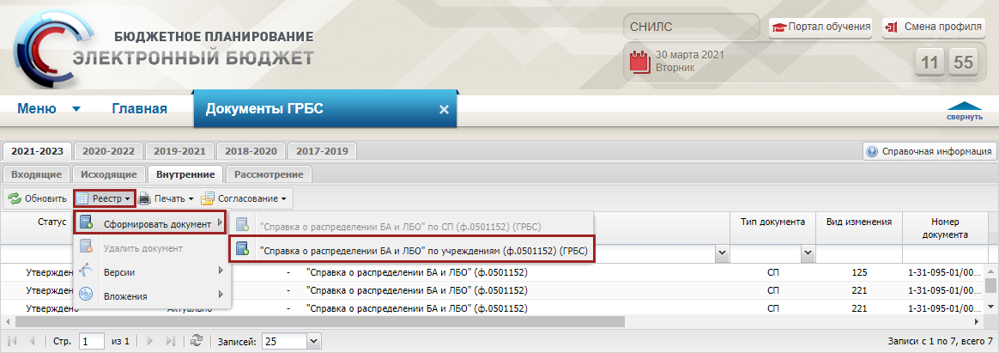 БЮДЖЕТНОЕ ПЛАНИРОВАНИЕ
ЭЛЕКТРОННЫЙ БЮДЖЕТ
СНИЛС
Портал обучения
Смена профиля
30 марта 2021
Вторник
11 55
Меню
Главная
Документы ГРБС
свернуть
2021-2023
2020-2022
2019-2021
2018-2020
2017-2019
Справочная информация
Входящие
Исходящие
Внутренние
Рассмотрение
Обновить
Реестр
Печать
Согласование
Статус
Тип документа
Вид изменения
Номер
документа
Сформировать документ
"Справка о распределении БА и ЛБО" по СП (ф.0501152) (ГРБС)
Удалить документ
"Справка о распределении БА и ЛБО" по учреждениям (ф.0501152) (ГРБС)
Версии
Вложения
Утверждено - "Справка о распределении БА и ЛБО" (ф.0501152) СП 125 1-31-095-01/00...
Утверждено - "Справка о распределении БА и ЛБО" (ф.0501152) СП 221 1-31-095-01/00...
Утверждено Актуально - "Справка о распределении БА и ЛБО" (ф.0501152) СП 221 1-31-095-01/00...
Стр. 1 из 1
Записей: 25
Записи с 1 по 7, всего 7